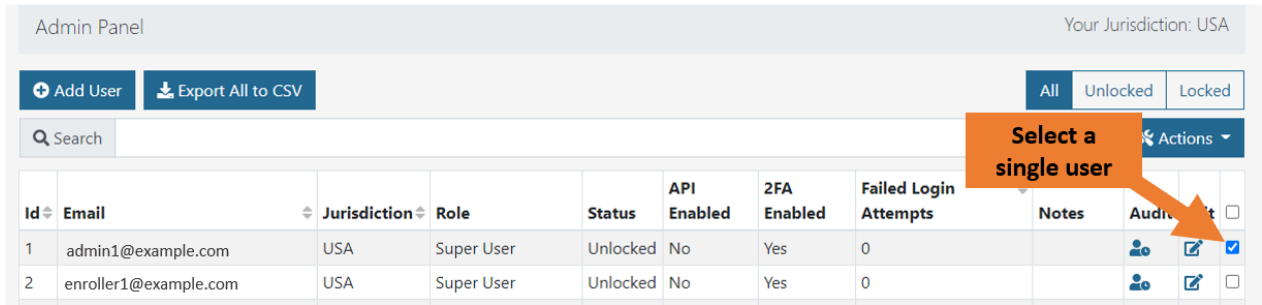 Admin Panel
Your Jurisdiction: USA
Add User
Export All to CSV
All
Unlocked
Locked
Search
Actions
Select a
single user
Id Email Jurisdiction Role Status API Enabled 2FA Enabled Failed Login Attempts Notes
1 admin1@example.com USA Super User Unlocked No Yes 0
2 enroller1@example.com USA Super User Unlocked No Yes 0